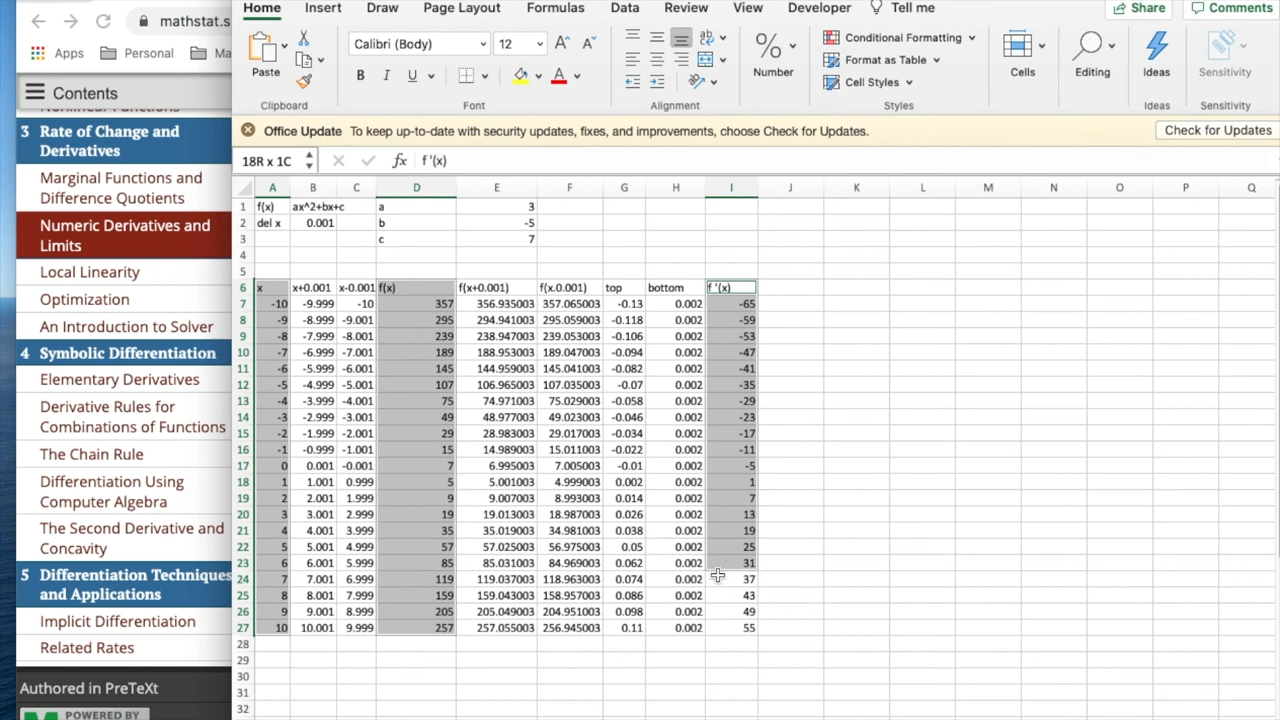 Home Insert Draw Page Layout Formulas Data Review View Developer Tell me Share Comments
mathstat.s
Apps Personal Ma
Contents
3 Rate of Change and
Derivatives
Marginal Functions and
Difference Quotients
Numeric Derivatives and
Limits
Local Linearity
Optimization
An Introduction to Solver
4 Symbolic Differentiation
Elementary Derivatives
Derivative Rules for
Combinations of Functions
The Chain Rule
Differentiation Using
Computer Algebra
The Second Derivative and
Concavity
5 Differentiation Techniques
and Applications
Implicit Differentiation
Related Rates
Authored in PreTeXt
POWERED BY
Paste
Calibri (Body) 12
B I U A
Number
Conditional Formatting
Format as Table
Cell Styles
Cells Editing Ideas Sensitivity
Clipboard Font Alignment Styles Ideas Sensitivity
Office Update To keep up-to-date with security updates, fixes, and improvements, choose Check for Updates. Check for Updates
18R x 1C fx f '(x)
A B C D E F G H I J K L M N O P Q
1 f(x) ax^2+bx+c a 3
2 del x 0.001 b -5
3 c 7
4
5
6 x x+0.001 x-0.001 f(x) f(x+0.001) f(x.0.001) top bottom f '(x)
7 -10 -9.999 -10 357 356.935003 357.065003 -0.13 0.002 -65
8 -9 -8.999 -9.001 295 294.941003 295.059003 -0.118 0.002 -59
9 -8 -7.999 -8.001 239 238.947003 239.053003 -0.106 0.002 -53
10 -7 -6.999 -7.001 189 188.953003 189.047003 -0.094 0.002 -47
11 -6 -5.999 -6.001 145 144.959003 145.041003 -0.082 0.002 -41
12 -5 -4.999 -5.001 107 106.965003 107.035003 -0.07 0.002 -35
13 -4 -3.999 -4.001 75 74.971003 75.029003 -0.058 0.002 -29
14 -3 -2.999 -3.001 49 48.977003 49.023003 -0.046 0.002 -23
15 -2 -1.999 -2.001 29 28.983003 29.017003 -0.034 0.002 -17
16 -1 -0.999 -1.001 15 14.989003 15.011003 -0.022 0.002 -11
17 0 0.001 -0.001 7 6.995003 7.005003 -0.01 0.002 -5
18 1 1.001 0.999 5 5.001003 4.999003 0.002 0.002 1
19 2 2.001 1.999 9 9.007003 8.993003 0.014 0.002 7
20 3 3.001 2.999 19 19.013003 18.987003 0.026 0.002 13
21 4 4.001 3.999 35 35.019003 34.981003 0.038 0.002 19
22 5 5.001 4.999 57 57.025003 56.975003 0.05 0.002 25
23 6 6.001 5.999 85 85.031003 84.969003 0.062 0.002 31
24 7 7.001 6.999 119 119.037003 118.963003 0.074 0.002 37
25 8 8.001 7.999 159 159.043003 158.957003 0.086 0.002 43
26 9 9.001 8.999 205 205.049003 204.951003 0.098 0.002 49
27 10 10.001 9.999 257 257.055003 256.945003 0.11 0.002 55
28
29
30
31
32